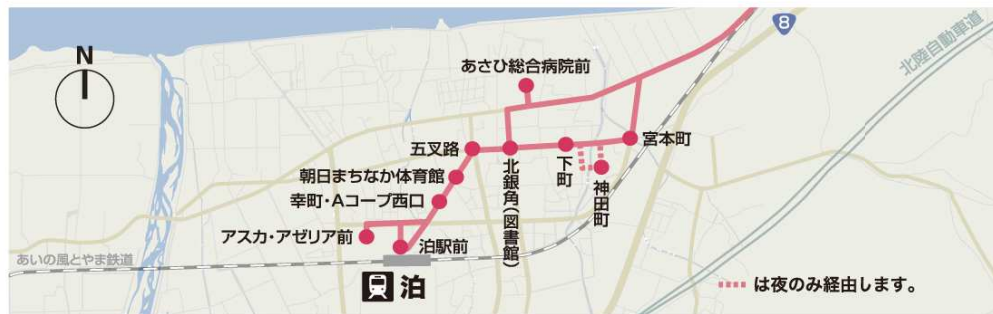 8
北陸自動車道
N
あさひ総合病院前
五叉路
宮本町
朝日まちなか体育館
北銀角(図書館)
下町
神田町
幸町・Aコープ西口
アスカ・アゼリア前
泊駅前
あいの風とやま鉄道
泊
は夜のみ経由します。